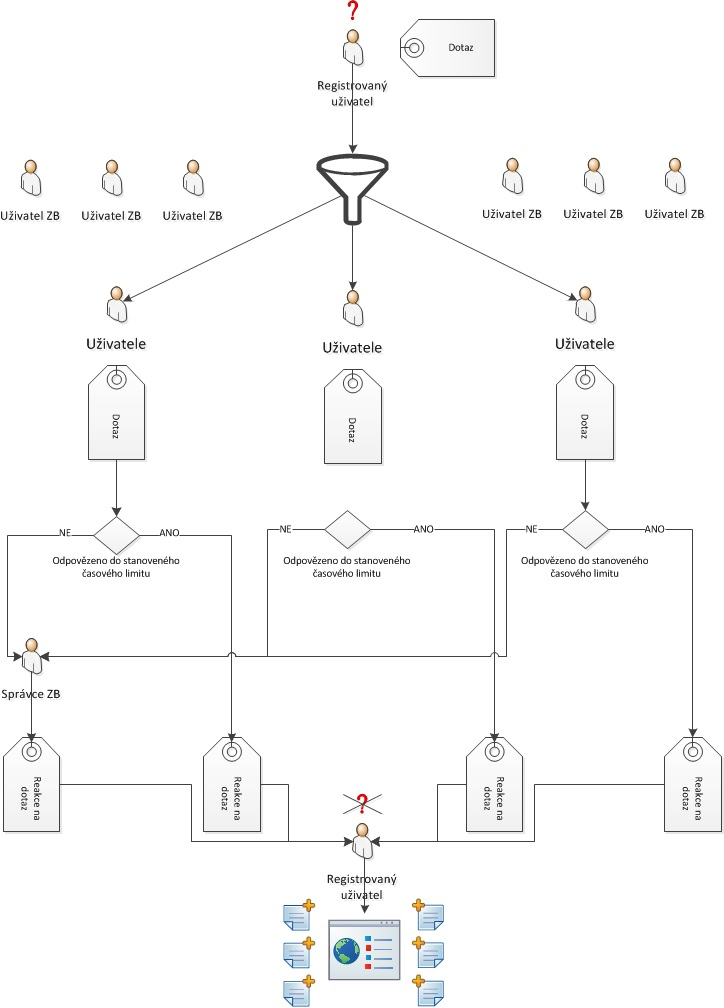 ?
Dotaz
Registrovaný
uživatel
Uživatel ZB
Uživatel ZB
Uživatel ZB
Uživatel ZB
Uživatel ZB
Uživatel ZB
Uživatele
Uživatele
Uživatele
Dotaz
Dotaz
Dotaz
NE
ANO
NE
ANO
NE
ANO
Odpovězeno do stanoveného
časového limitu
Odpovězeno do stanoveného
časového limitu
Odpovězeno do stanoveného
časového limitu
Správce ZB
Reakce na
dotaz
Reakce na
dotaz
Reakce na
dotaz
Reakce na
dotaz
?
Registrovaný
uživatel